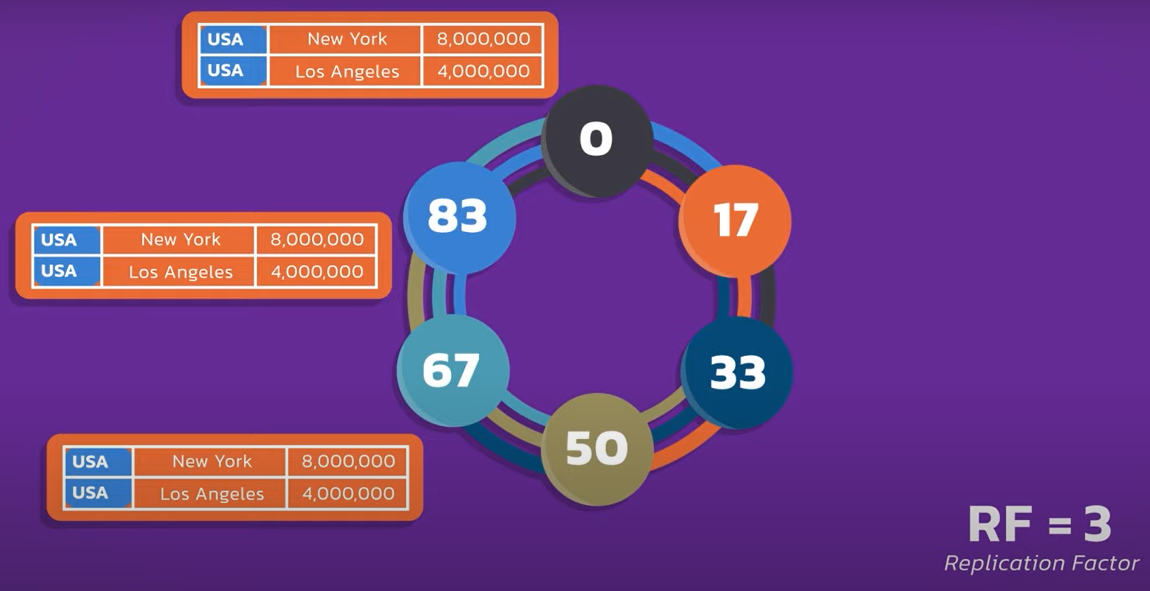 USA New York 8,000,000
USA Los Angeles 4,000,000
0
83
17
USA New York 8,000,000
USA Los Angeles 4,000,000
67
33
50
USA New York 8,000,000
USA Los Angeles 4,000,000
RF = 3
Replication Factor